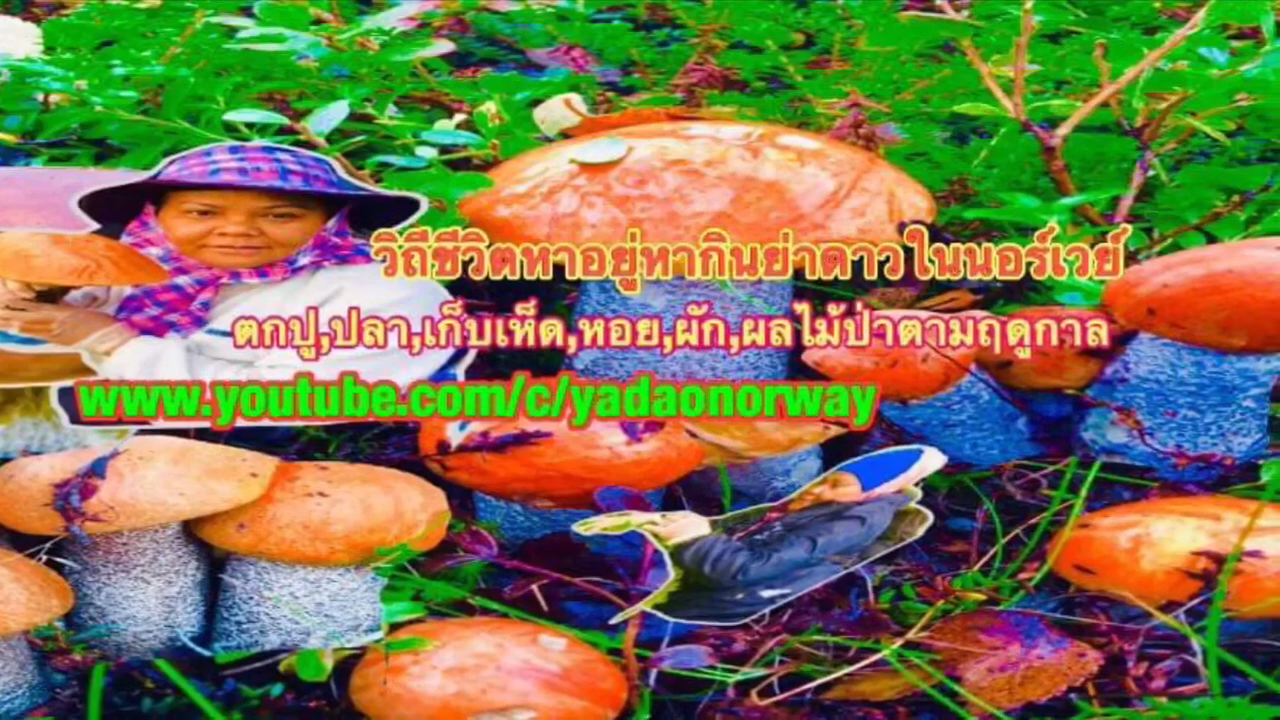 วิถีชีวิตหาอยู่หากินย่าดาวในนอร์เวย์
ตกปู,ปลา,เก็บเห็ด,หอย,ผัก,ผลไม้ป่าตามฤดูกาล
www.youtube.com/c/yadaonorway